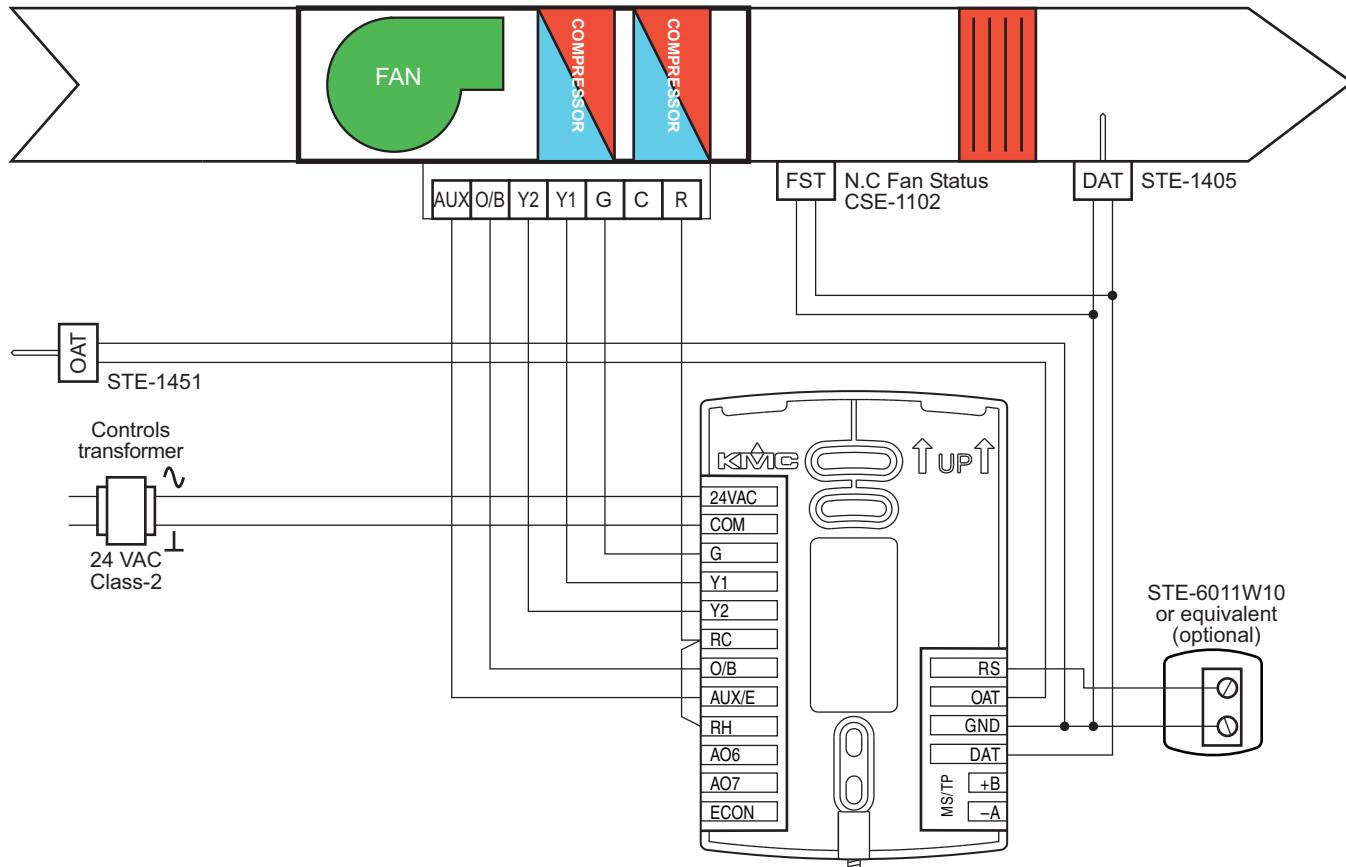 FAN
COMPRESSOR
COMPRESSOR
AUX O/B Y2 Y1 G C R
FST
N.C Fan Status
CSE-1102
DAT
STE-1405
OAT
STE-1451
Controls
transformer
24 VAC
Class-2
KMC
UP
24VAC
COM
G
Y1
Y2
RC
O/B
AUX/E
RH
AO6
AO7
ECON
RS
OAT
GND
DAT
MS/TP
+B
–A
STE-6011W10
or equivalent
(optional)